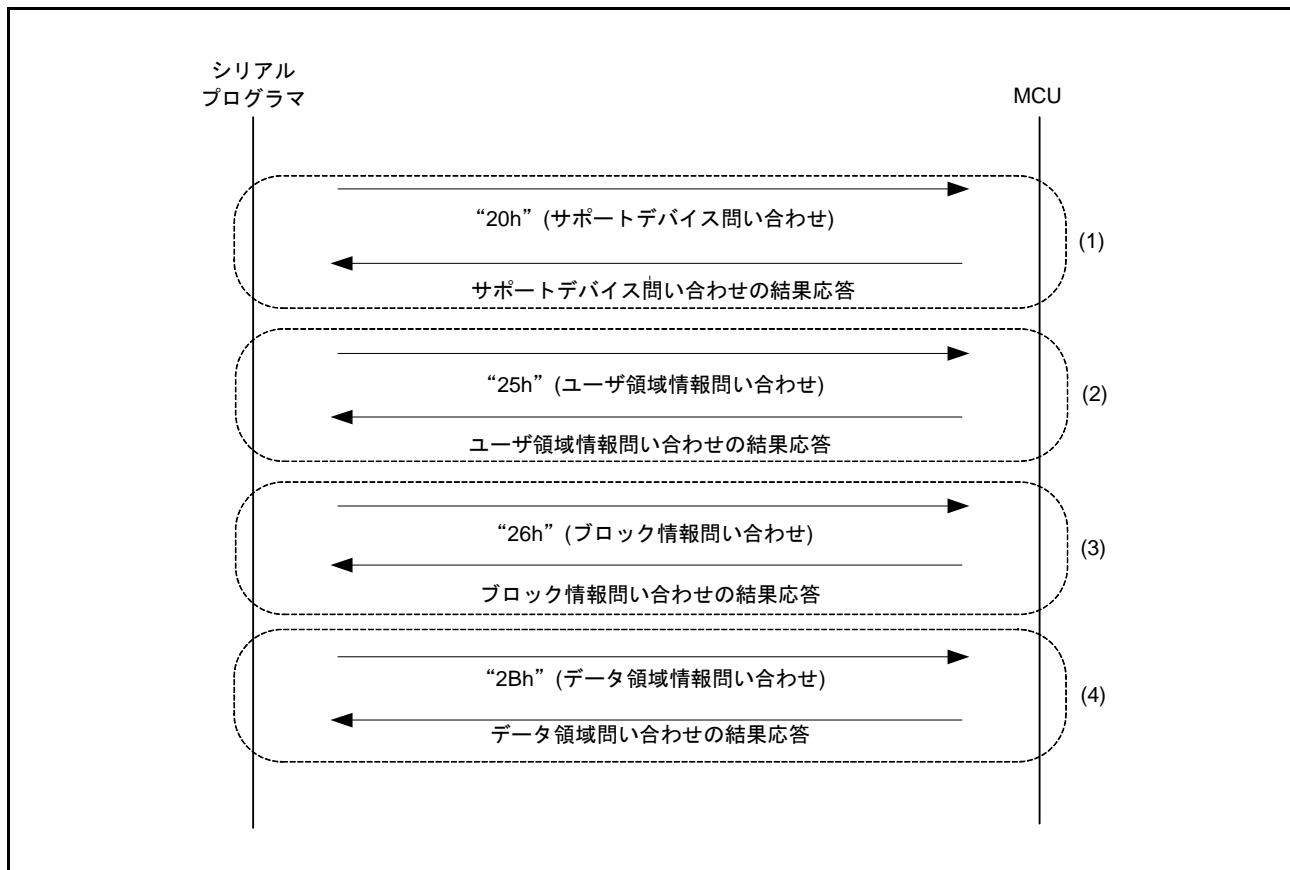 シリアル
プログラマ
MCU
“20h” (サポートデバイス問い合わせ)
(1)
サポートデバイス問い合わせの結果応答
“25h” (ユーザ領域情報問い合わせ)
(2)
ユーザ領域情報問い合わせの結果応答
“26h” (ブロック情報問い合わせ)
(3)
ブロック情報問い合わせの結果応答
“2Bh” (データ領域情報問い合わせ)
(4)
データ領域問い合わせの結果応答